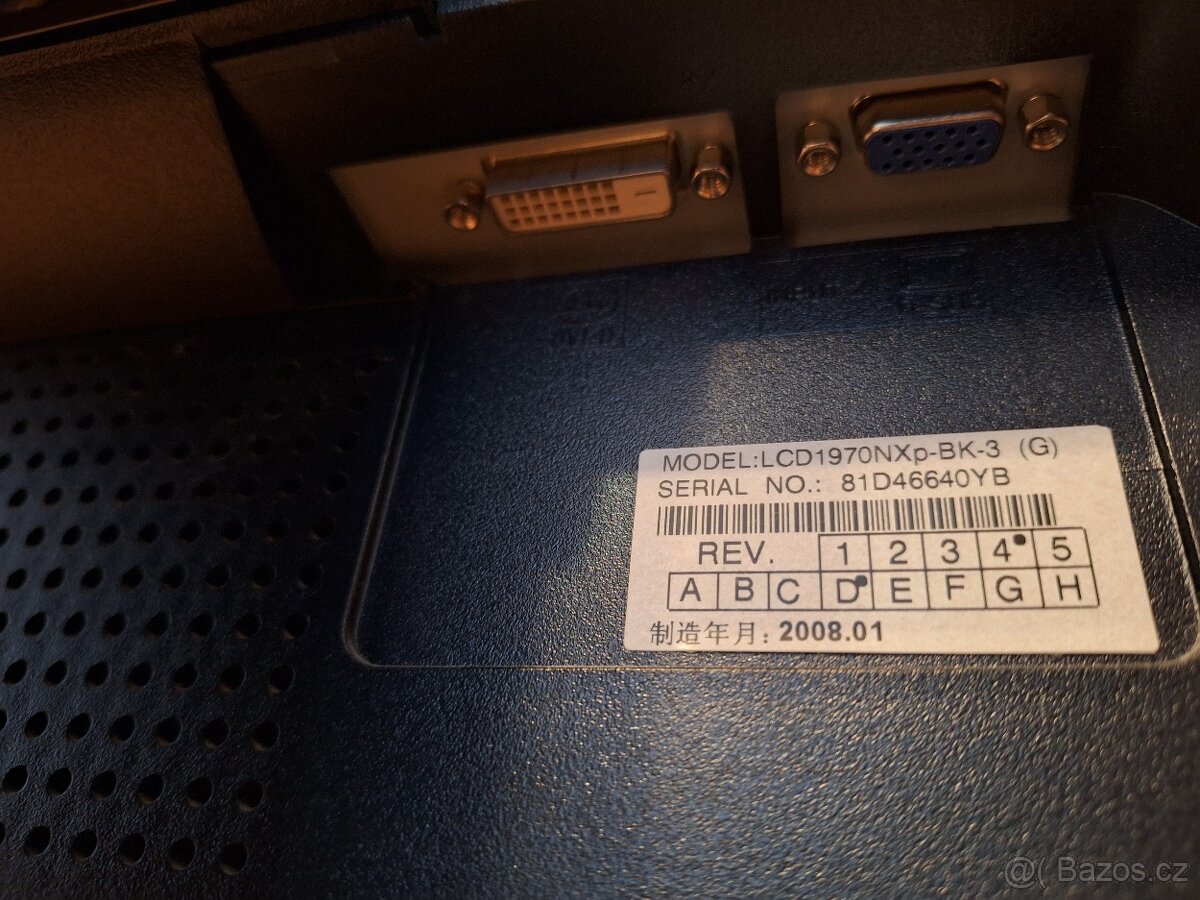 MODEL:LCD1970NXp-BK-3 (G)
SERIAL NO.: 81D46640YB
REV. 1 2 3 4 5
A B C D E F G H
制造年月: 2008.01
@( Bazos.cz